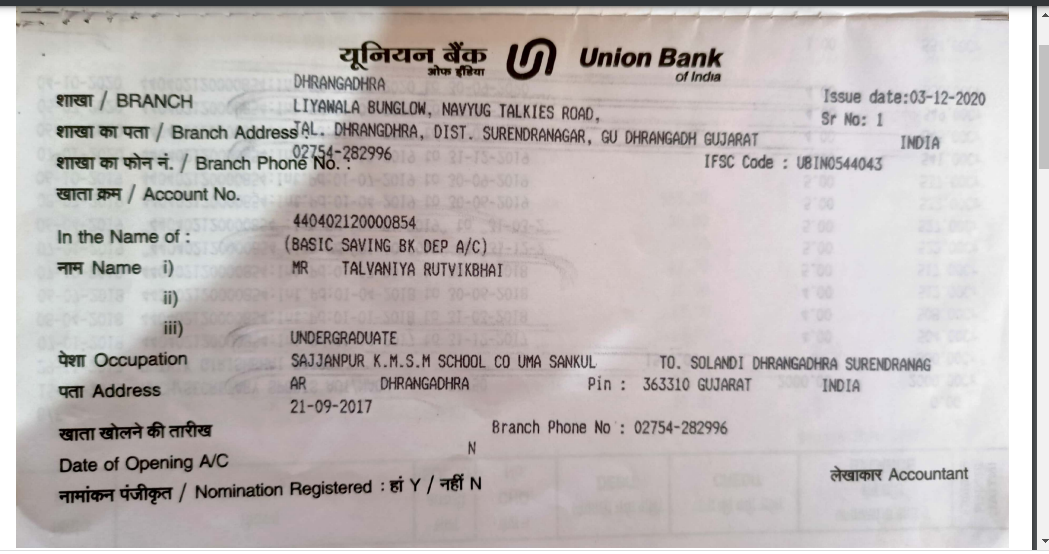 यूनियन बैंक Union Bank
ऑफ इंडिया of India
DHRANGADHRA
शाखा / BRANCH LIYAWALA BUNGLOW, NAVYUG TALKIES ROAD, Issue date:03-12-2020
Sr No: 1
शाखा का पता / Branch Address TAL. DHRANGDHRA, DIST. SURENDRANAGAR, GU DHRANGADH GUJARAT INDIA
02754-282996
शाखा का फोन नं. / Branch Phone No. : IFSC Code : UBIN0544043
खाता क्रम / Account No.
440402120000854
In the Name of : (BASIC SAVING BK DEP A/C)
नाम Name i) MR TALVANIYA RUTVIKBHAI
ii)
iii)
UNDERGRADUATE
पेशा Occupation SAJJANPUR K.M.S.M SCHOOL CO UMA SANKUL TO. SOLANDI DHRANGADHRA SURENDRANAG
पता Address AR DHRANGADHRA Pin : 363310 GUJARAT INDIA
21-09-2017
खाता खोलने की तारीख Branch Phone No : 02754-282996
Date of Opening A/C N
नामांकन पंजीकृत / Nomination Registered : हां Y / नहीं N लेखाकार Accountant